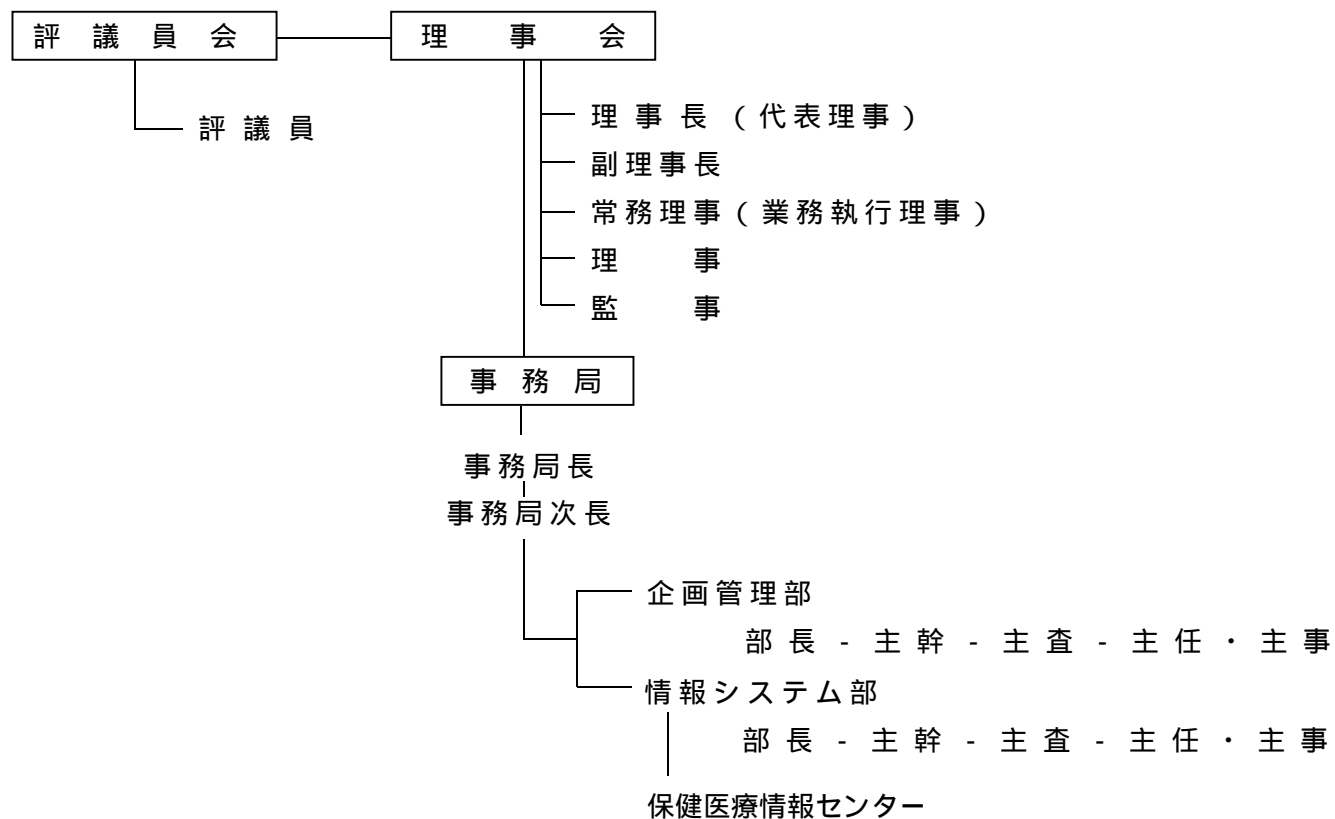 評議員会
理事会
評議員
理事長（代表理事）
副理事長
常務理事（業務執行理事）
理事
監事
事務局
事務局長
事務局次長
企画管理部
部長 - 主幹 - 主査 - 主任・主事
情報システム部
部長 - 主幹 - 主査 - 主任・主事
保健医療情報センター